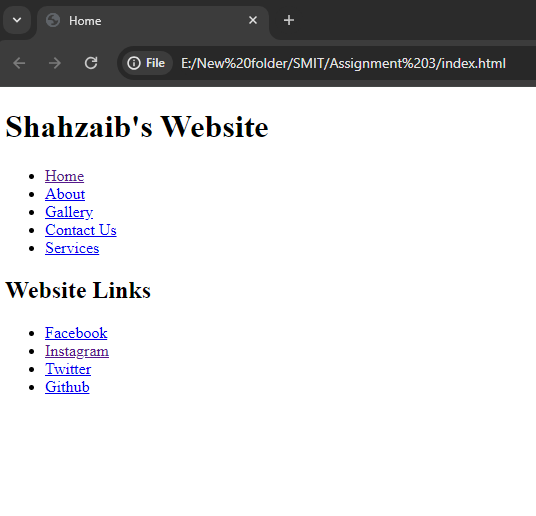 Home
File
E:/New%20folder/SMIT/Assignment%203/index.html
Shahzaib's Website
Home
About
Gallery
Contact Us
Services
Website Links
Facebook
Instagram
Twitter
Github